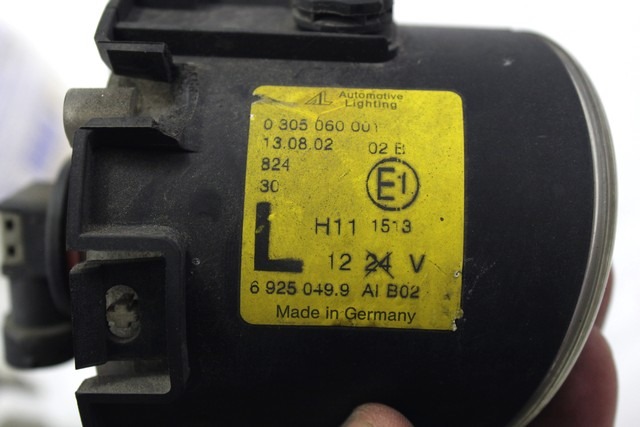 AL Automotive
Lighting
0 305 060 001
13.08.02 02 B
824
30
E1
L H11 1513
12 24 V
6 925 049.9 AI B02
Made in Germany